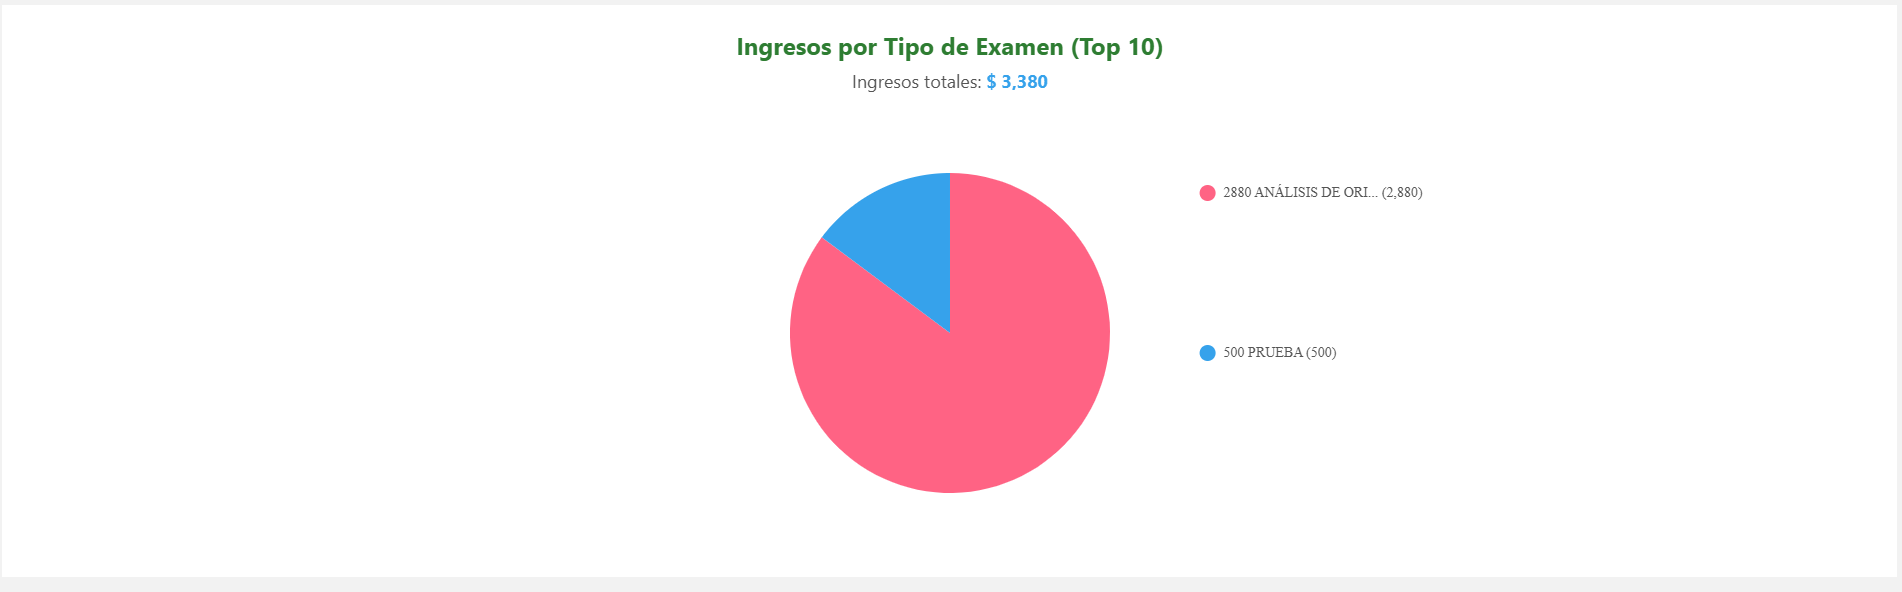 Ingresos por Tipo de Examen (Top 10)
Ingresos totales: $ 3,380
2880 ANÁLISIS DE ORI... (2,880)
500 PRUEBA (500)